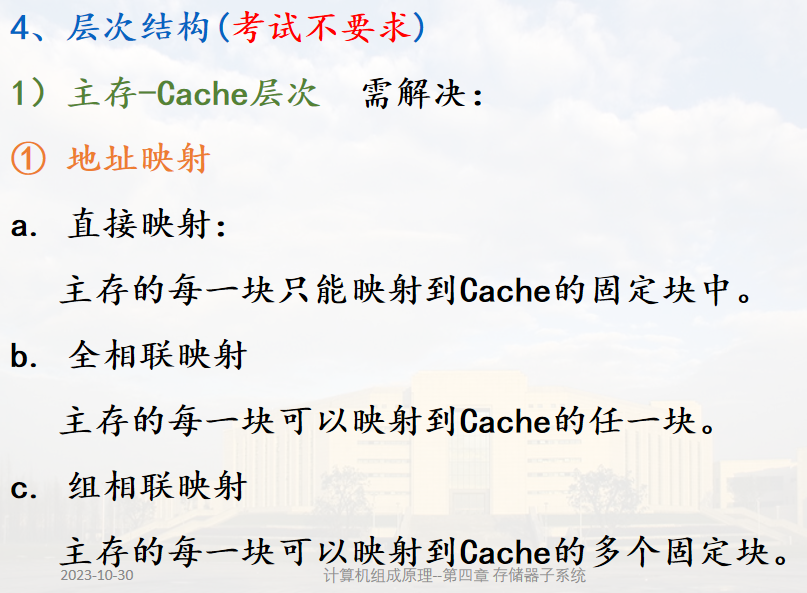 4、层次结构(考试不要求)
1）主存-Cache层次 需解决：
① 地址映射
a. 直接映射：
主存的每一块只能映射到Cache的固定块中。
b. 全相联映射
主存的每一块可以映射到Cache的任一块。
c. 组相联映射
主存的每一块可以映射到Cache的多个固定块。
2023-10-30 计算机组成原理--第四章 存储器子系统